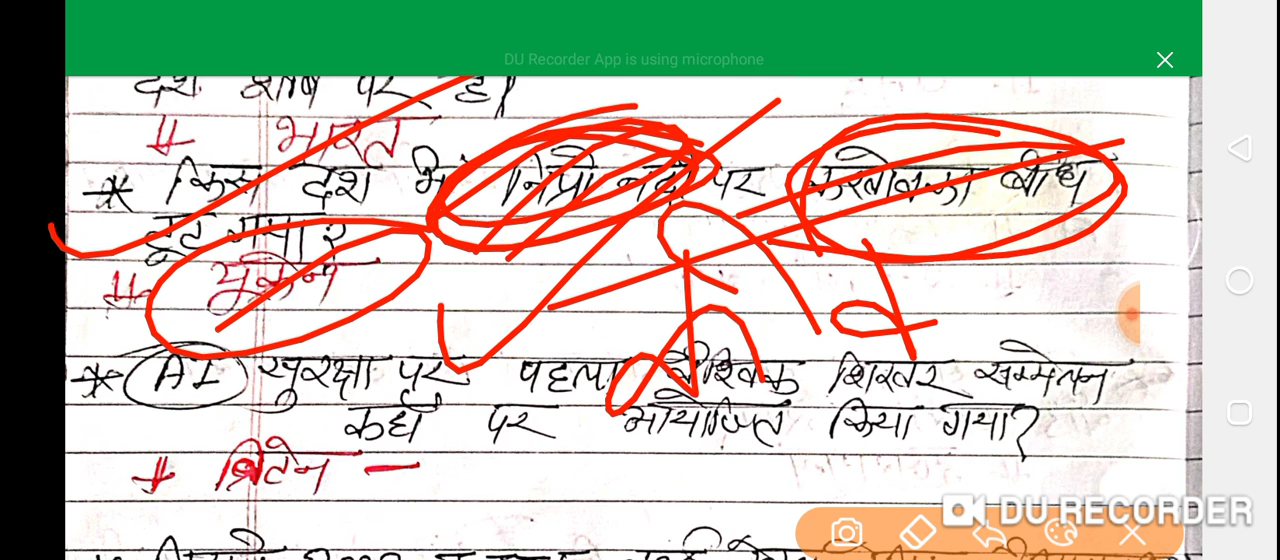 DU Recorder App is using microphone
पर है।
↓ भारत
* किस देश में निप्रो नदी पर कखोवका बाँध
टूट गया?
↓ युक्रेन
* AI सुरक्षा पर पहला वैश्विक शिखर सम्मेलन
कहाँ पर आयोजित किया गया?
↓ ब्रिटेन —
DU RECORDER